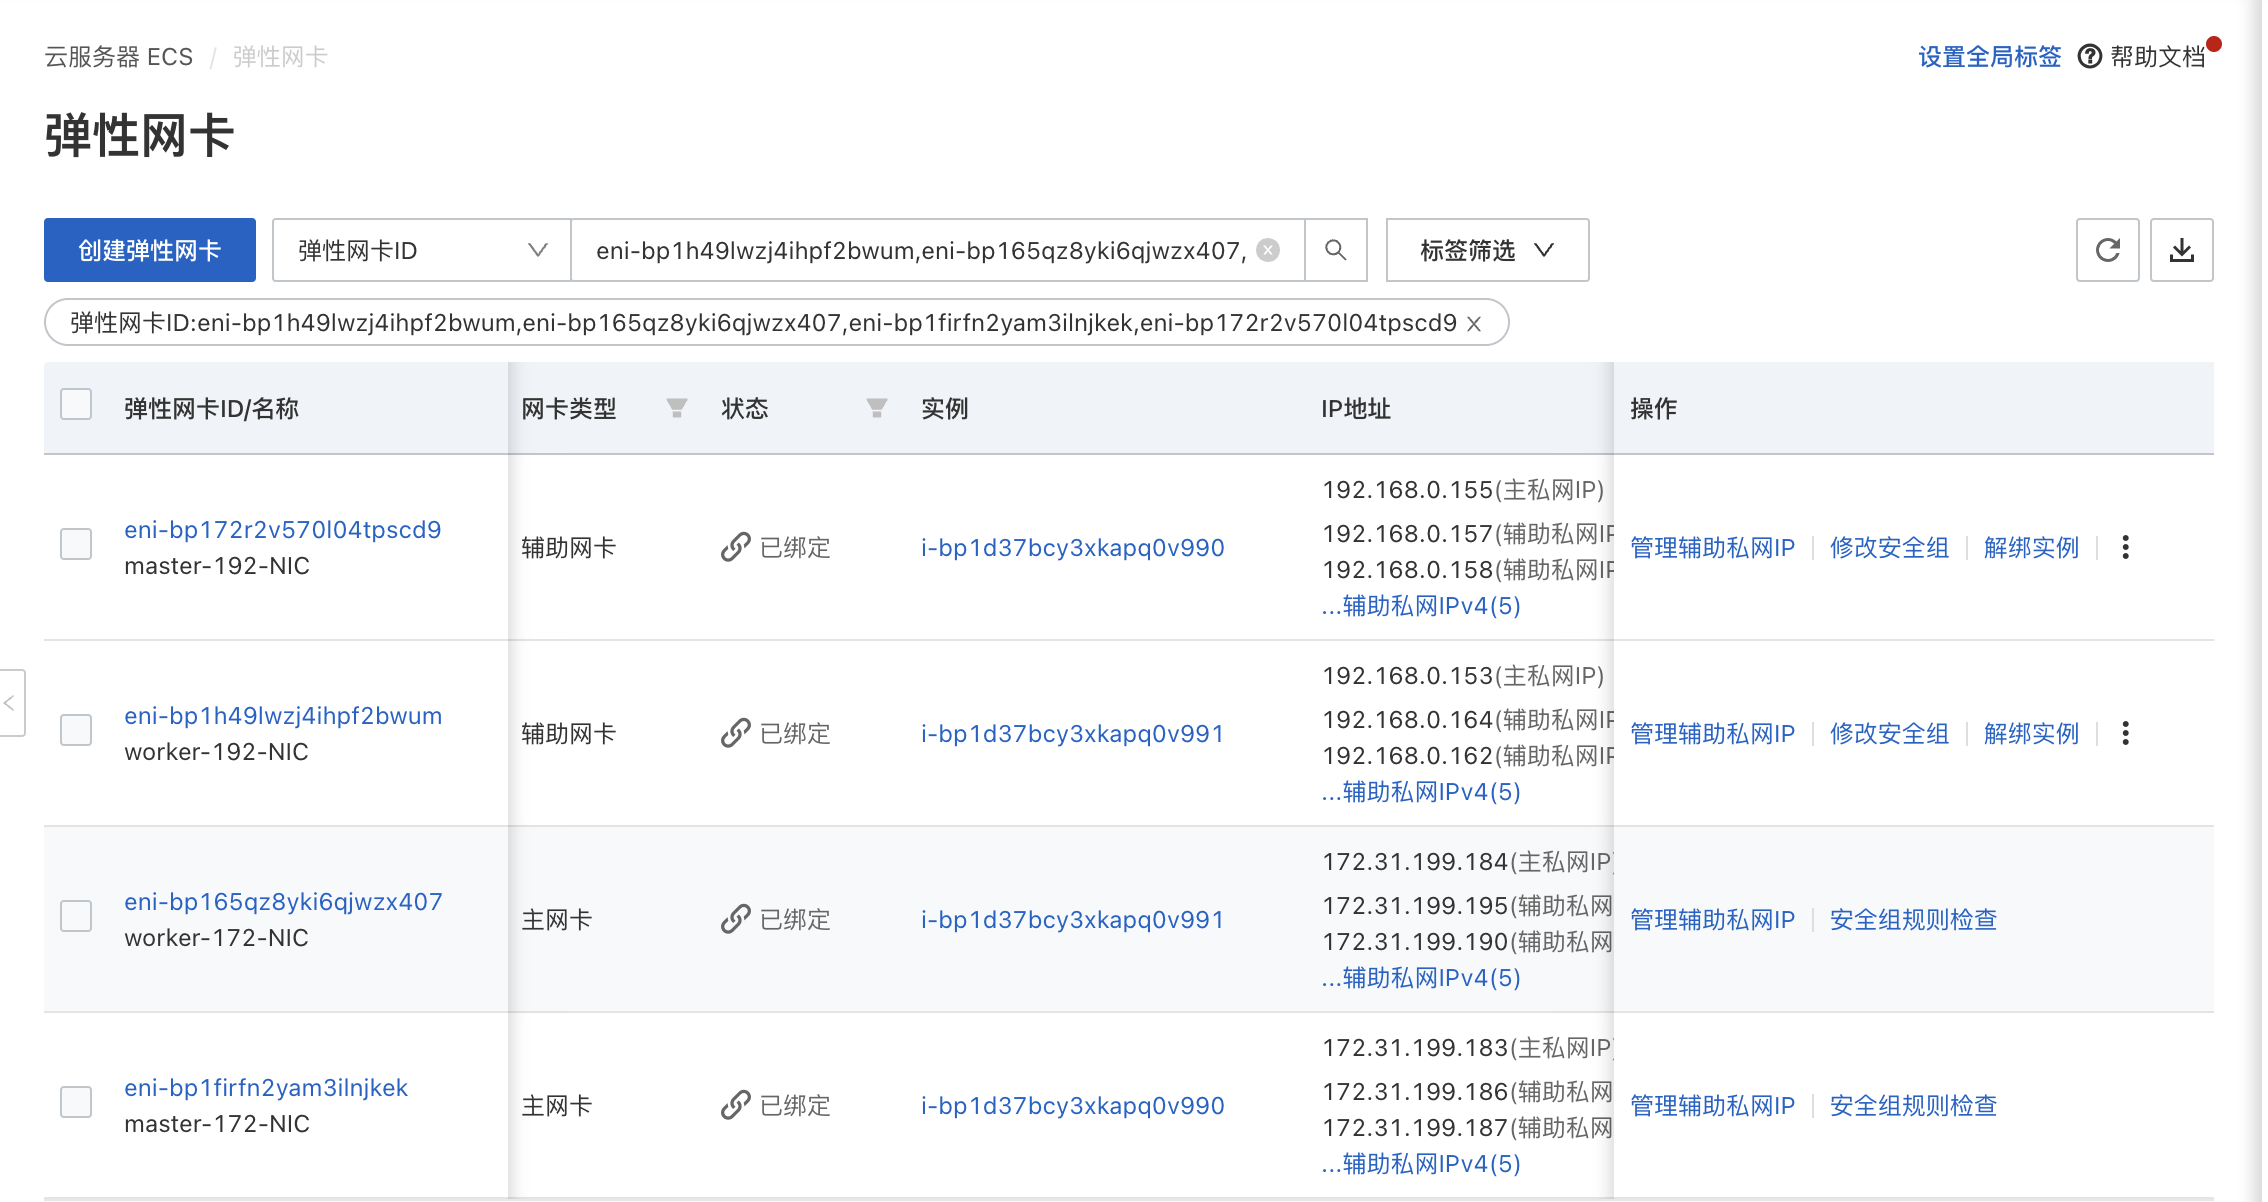 云服务器 ECS / 弹性网卡
设置全局标签 帮助文档
弹性网卡
创建弹性网卡 弹性网卡ID eni-bp1h49lwzj4ihpf2bwum,eni-bp165qz8yki6qjwzx407, 标签筛选
弹性网卡ID:eni-bp1h49lwzj4ihpf2bwum,eni-bp165qz8yki6qjwzx407,eni-bp1firfn2yam3ilnjkek,eni-bp172r2v570l04tpscd9
弹性网卡ID/名称 网卡类型 状态 实例 IP地址 操作
eni-bp172r2v570l04tpscd9
master-192-NIC
辅助网卡
已绑定
i-bp1d37bcy3xkapq0v990
192.168.0.155(主私网IP)
192.168.0.157(辅助私网IP
192.168.0.158(辅助私网IP
...辅助私网IPv4(5)
管理辅助私网IP 修改安全组 解绑实例
eni-bp1h49lwzj4ihpf2bwum
worker-192-NIC
辅助网卡
已绑定
i-bp1d37bcy3xkapq0v991
192.168.0.153(主私网IP)
192.168.0.164(辅助私网IP
192.168.0.162(辅助私网IP
...辅助私网IPv4(5)
管理辅助私网IP 修改安全组 解绑实例
eni-bp165qz8yki6qjwzx407
worker-172-NIC
主网卡
已绑定
i-bp1d37bcy3xkapq0v991
172.31.199.184(主私网IP)
172.31.199.195(辅助私网
172.31.199.190(辅助私网
...辅助私网IPv4(5)
管理辅助私网IP 安全组规则检查
eni-bp1firfn2yam3ilnjkek
master-172-NIC
主网卡
已绑定
i-bp1d37bcy3xkapq0v990
172.31.199.183(主私网IP)
172.31.199.186(辅助私网
172.31.199.187(辅助私网
...辅助私网IPv4(5)
管理辅助私网IP 安全组规则检查